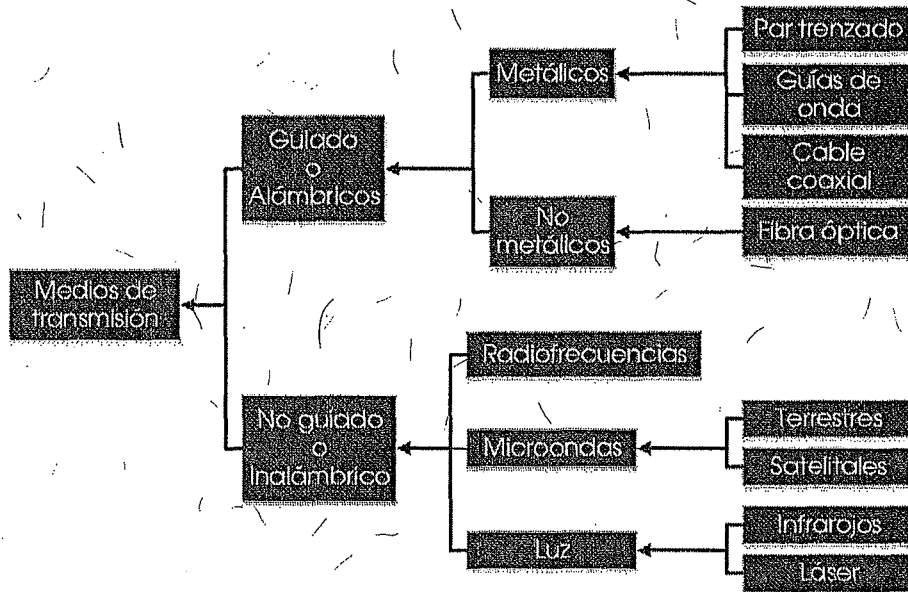 Medios de
transmisión
Guiado
o
Alámbricos
Metálicos
Par trenzado
Guías de
onda
Cable
coaxial
No
metálicos
Fibra óptica
No guiado
o
Inalámbrico
Radiofrecuencias
Microondas
Terrestres
Satelitales
Luz
Infrarojos
Láser